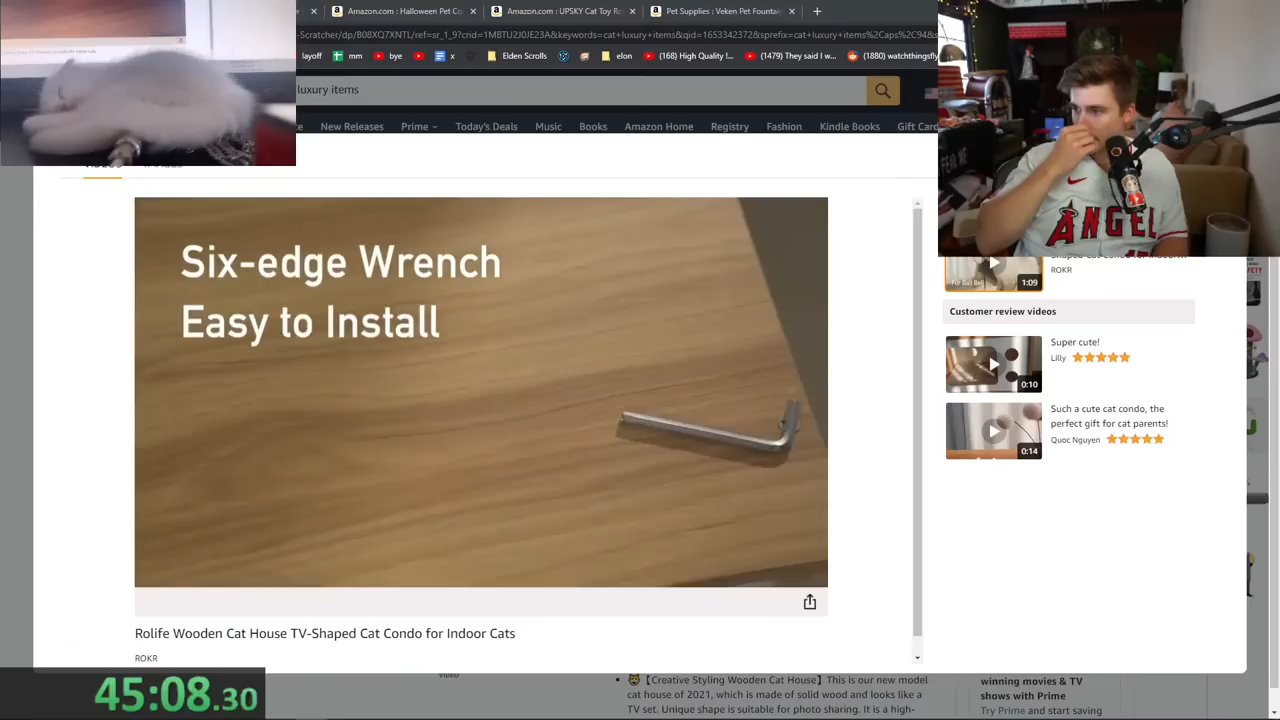 Amazon.com : Halloween Pet Co
Amazon.com : UPSKY Cat Toy Ro
Pet Supplies : Veken Pet Fountain
layoff
mm
bye
x
Elden Scrolls
elon
(168) High Quality I...
(1479) They said I w...
(1880) watchthingsfly
luxury items
New Releases
Prime
Today's Deals
Music
Books
Amazon Home
Registry
Fashion
Kindle Books
Gift Card
VIDEOS
IMAGES
Six-edge Wrench
Easy to Install
Rolife Wooden Cat House TV-Shaped Cat Condo for Indoor Cats
ROKR
ANGEL
ROKR
1:09
Customer review videos
Super cute!
Lilly
0:10
Such a cute cat condo, the
perfect gift for cat parents!
Quoc Nguyen
0:14
45:08.30
VIDEO
【Creative Styling Wooden Cat House】This is our new model
cat house of 2021, which is made of solid wood and looks like a
TV set. Unique shape is suitable for photo sharing. It is a high-
winning movies & TV
shows with Prime
Try Prime and start saving